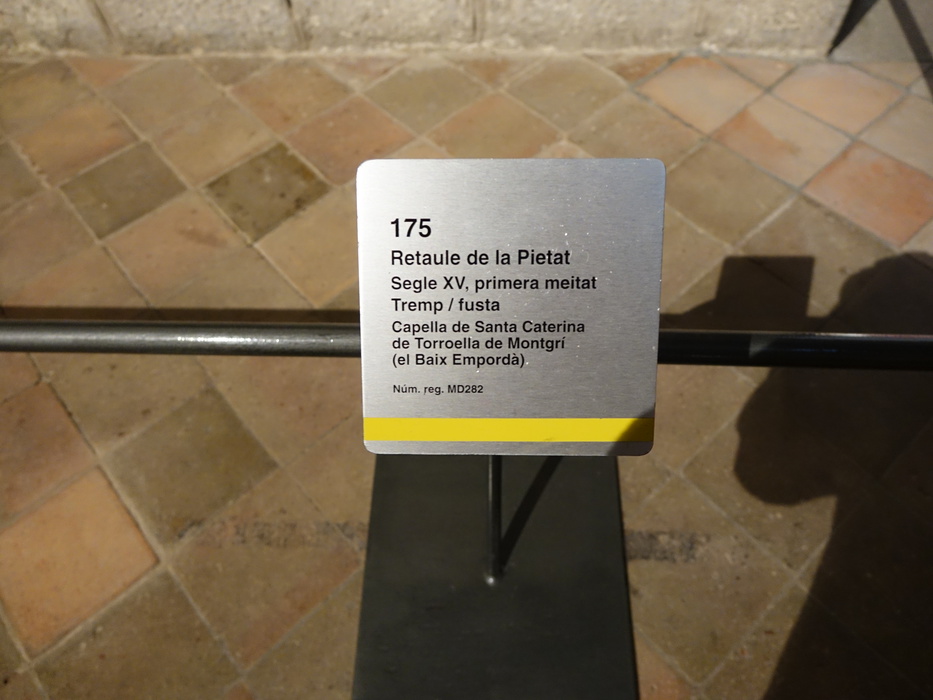 175
Retaule de la Pietat
Segle XV, primera meitat
Tremp / fusta
Capella de Santa Caterina
de Torroella de Montgrí
(el Baix Empordà)
Núm. reg. MD282